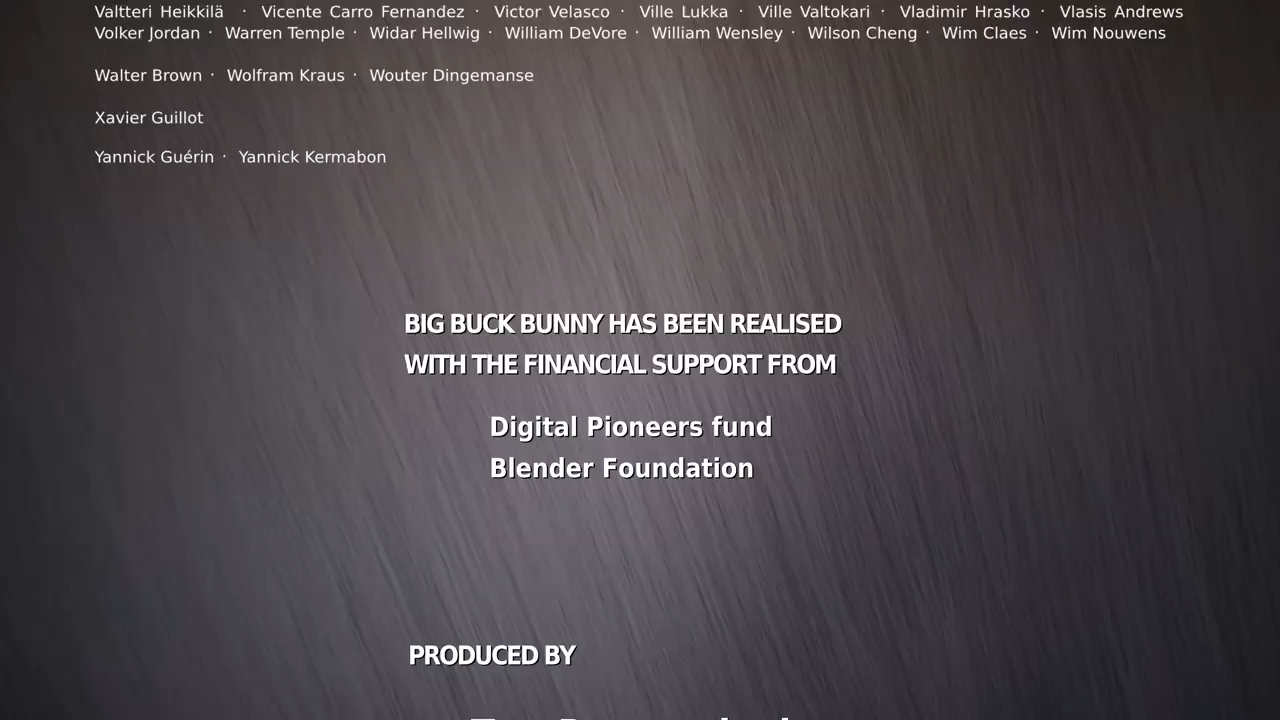 Valtteri Heikkilä · Vicente Carro Fernandez · Victor Velasco · Ville Lukka · Ville Valtokari · Vladimir Hrasko · Vlasis Andrews
Volker Jordan · Warren Temple · Widar Hellwig · William DeVore · William Wensley · Wilson Cheng · Wim Claes · Wim Nouwens
Walter Brown · Wolfram Kraus · Wouter Dingemanse
Xavier Guillot
Yannick Guérin · Yannick Kermabon
BIG BUCK BUNNY HAS BEEN REALISED
WITH THE FINANCIAL SUPPORT FROM
Digital Pioneers fund
Blender Foundation
PRODUCED BY